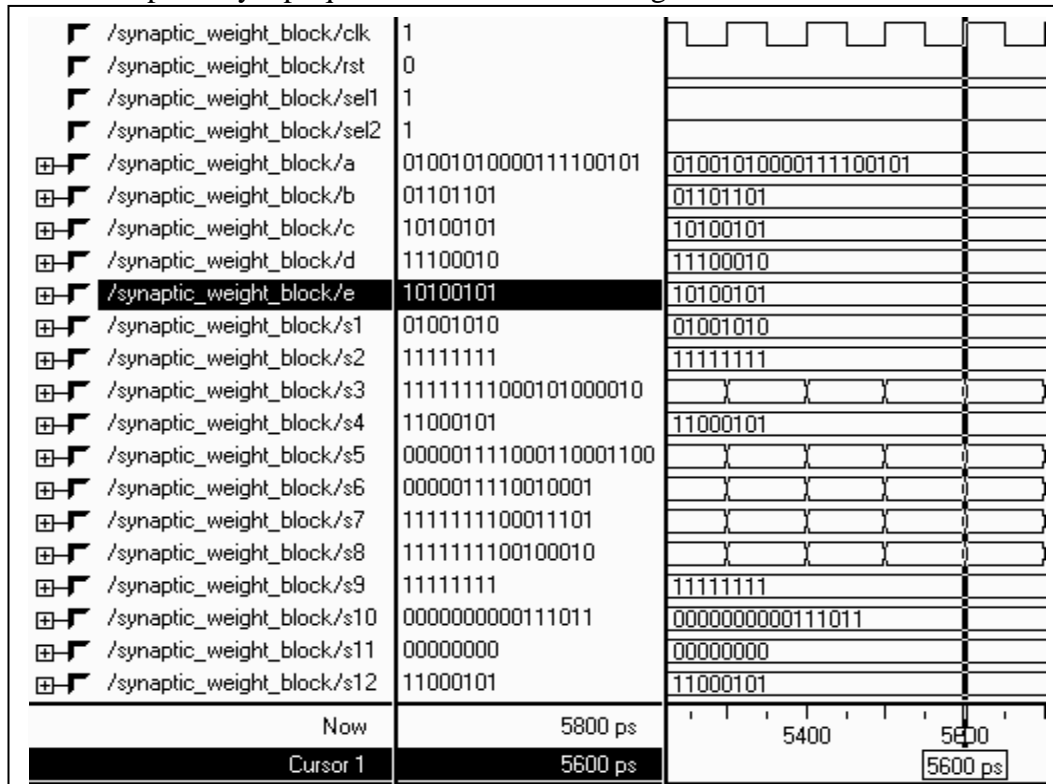 /synaptic_weight_block/clk 1
/synaptic_weight_block/rst 0
/synaptic_weight_block/sel1 1
/synaptic_weight_block/sel2 1
/synaptic_weight_block/a 01001010000111100101 01001010000111100101
/synaptic_weight_block/b 01101101 01101101
/synaptic_weight_block/c 10100101 10100101
/synaptic_weight_block/d 11100010 11100010
/synaptic_weight_block/e 10100101 10100101
/synaptic_weight_block/s1 01001010 01001010
/synaptic_weight_block/s2 11111111 11111111
/synaptic_weight_block/s3 11111111000101000010
/synaptic_weight_block/s4 11000101 11000101
/synaptic_weight_block/s5 000001111000110001100
/synaptic_weight_block/s6 0000011110010001
/synaptic_weight_block/s7 1111111100011101
/synaptic_weight_block/s8 1111111100100010
/synaptic_weight_block/s9 11111111 11111111
/synaptic_weight_block/s10 0000000000111011 0000000000111011
/synaptic_weight_block/s11 00000000 00000000
/synaptic_weight_block/s12 11000101 11000101
Now 5800 ps 5400 5600
Cursor 1 5600 ps 5600 ps